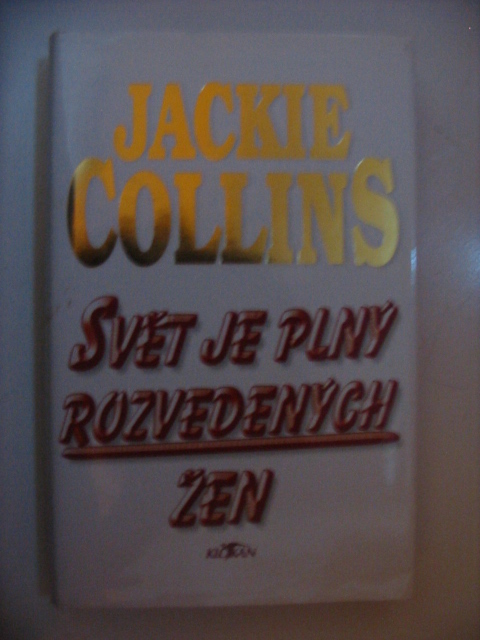 JACKIE
COLLINS
SVĚT JE PLNÝ
ROZVEDENÝCH
ŽEN